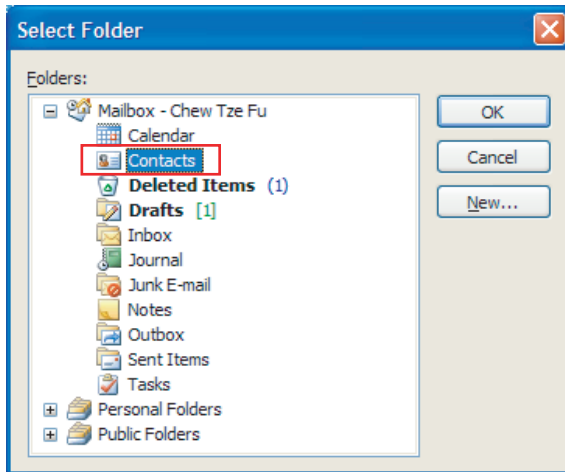 Select Folder
Folders:
Mailbox - Chew Tze Fu
Calendar
Contacts
Deleted Items (1)
Drafts [1]
Inbox
Journal
Junk E-mail
Notes
Outbox
Sent Items
Tasks
Personal Folders
Public Folders
OK
Cancel
New...